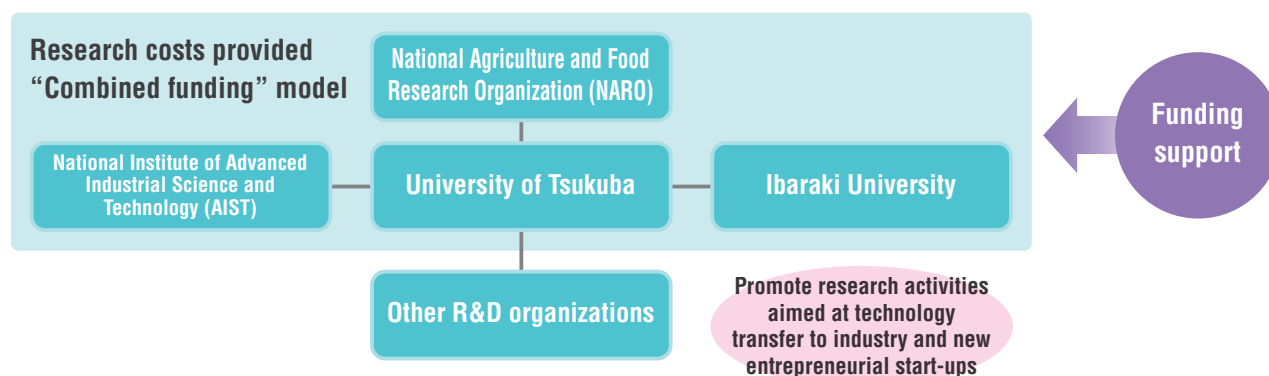 Research costs provided
“Combined funding” model
National Agriculture and Food
Research Organization (NARO)
National Institute of Advanced
Industrial Science and
Technology (AIST)
University of Tsukuba
Ibaraki University
Funding
support
Other R&D organizations
Promote research activities
aimed at technology
transfer to industry and new
entrepreneurial start-ups